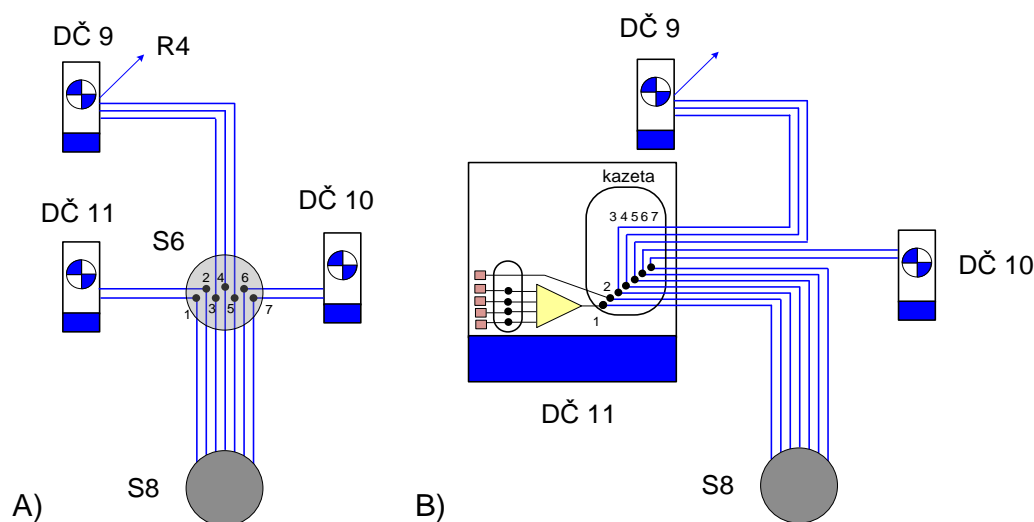 DČ 9
R4
DČ 11
S6
DČ 10
2 4 6
1 3 5 7
S8
A)
DČ 9
kazeta
3 4 5 6 7
2
1
DČ 10
DČ 11
S8
B)